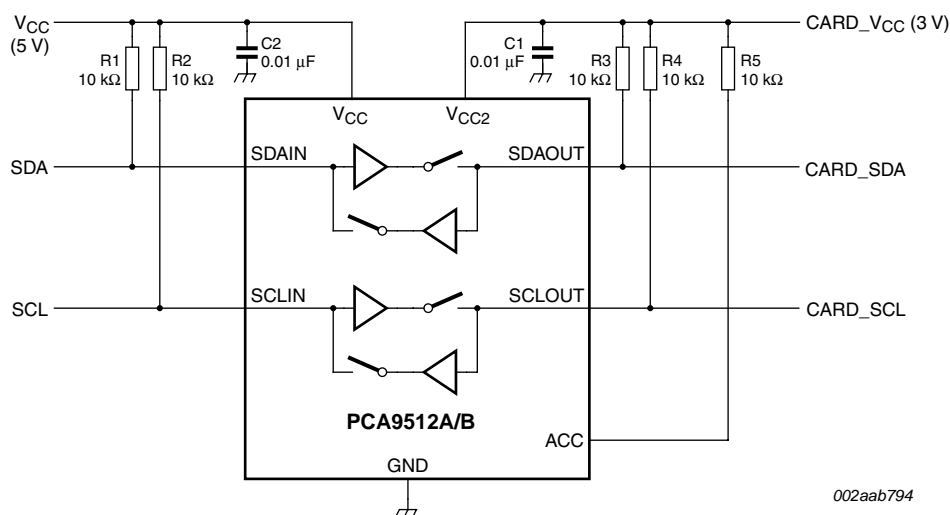 VCC
(5 V)
R1
10 kΩ
R2
10 kΩ
C2
0.01 μF
C1
0.01 μF
R3
10 kΩ
R4
10 kΩ
R5
10 kΩ
CARD_VCC (3 V)
VCC
VCC2
SDA
SDAIN
SDAOUT
CARD_SDA
SCL
SCLIN
SCLOUT
CARD_SCL
PCA9512A/B
ACC
GND
002aab794